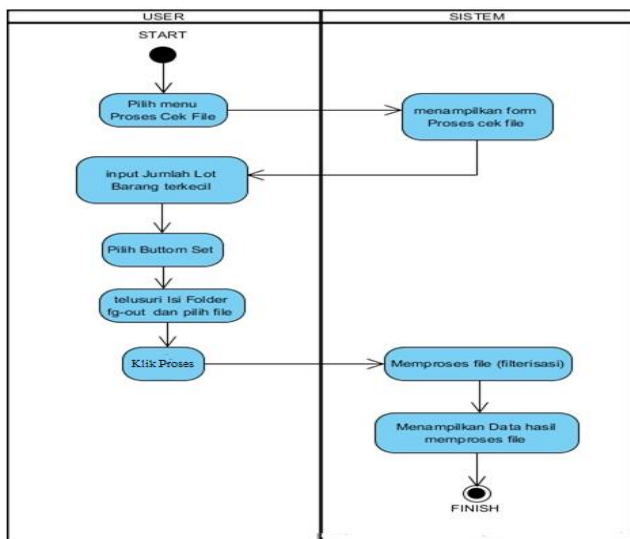 USER
SISTEM
START
Pilih menu
Proses Cek File
menampilkan form
Proses cek file
input Jumlah Lot
Barang terkecil
Pilih Buttom Set
telusuri Isi Folder
fg-out dan pilih file
Klik Proses
Memproses file (filterisasi)
Menampilkan Data hasil
memproses file
FINISH